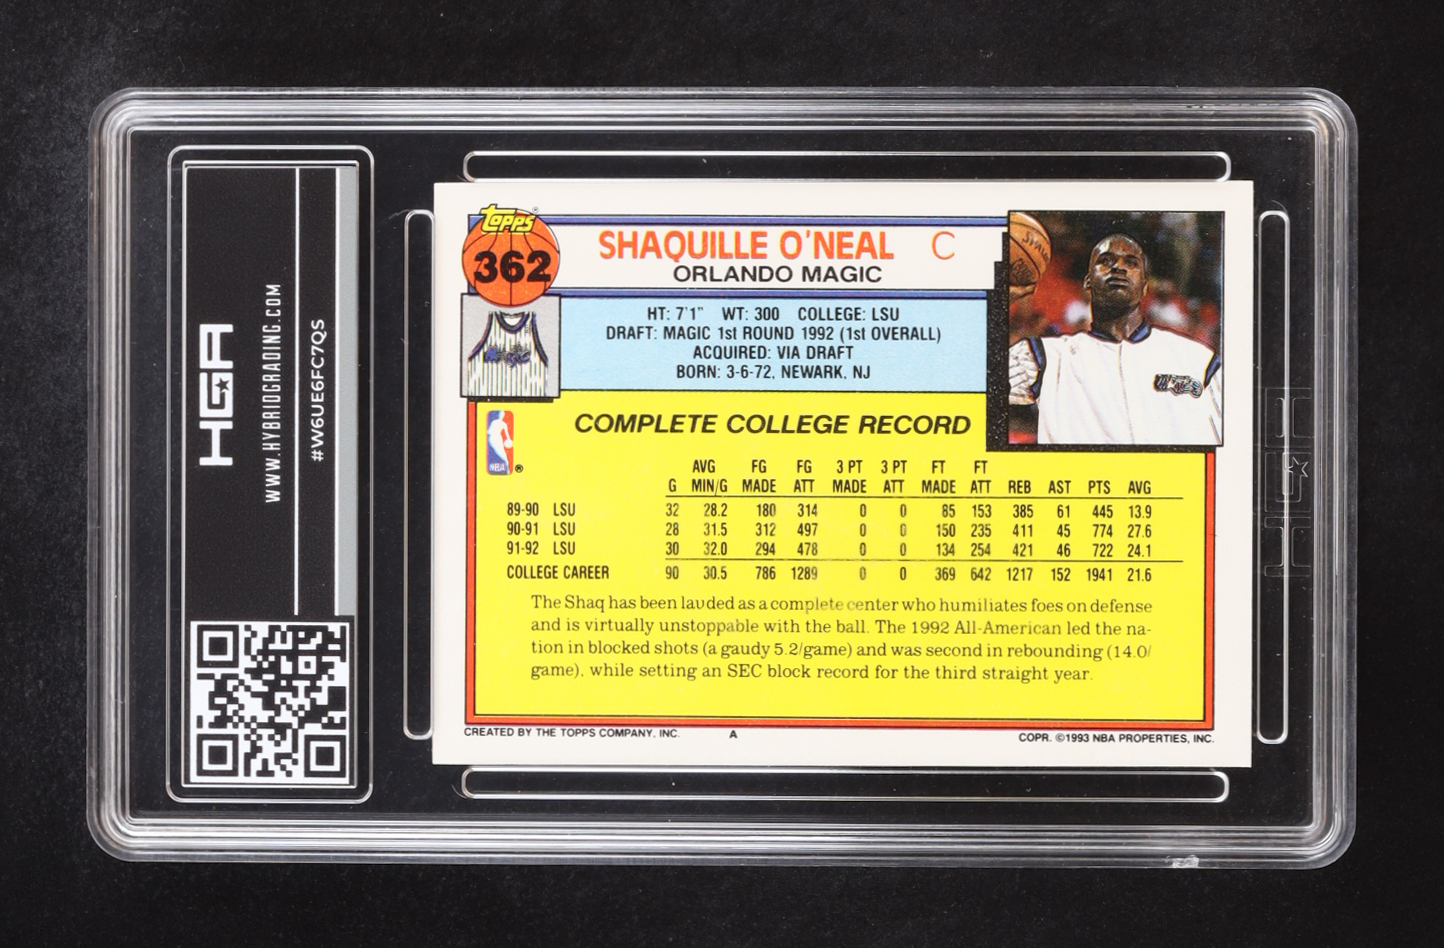 HGA
WWW.HYBRIDGRADING.COM
#W6UE6FC7QS
Topps
362
SHAQUILLE O'NEAL C
ORLANDO MAGIC
HT: 7'1" WT: 300 COLLEGE: LSU
DRAFT: MAGIC 1st ROUND 1992 (1st OVERALL)
ACQUIRED: VIA DRAFT
BORN: 3-6-72, NEWARK, NJ
NBA ®
COMPLETE COLLEGE RECORD
AVG FG FG 3 PT 3 PT FT FT
G MIN/G MADE ATT MADE ATT MADE ATT REB AST PTS AVG
89-90 LSU 32 28.2 180 314 0 0 85 153 385 61 445 13.9
90-91 LSU 28 31.5 312 497 0 0 150 235 411 45 774 27.6
91-92 LSU 30 32.0 294 478 0 0 134 254 421 46 722 24.1
COLLEGE CAREER 90 30.5 786 1289 0 0 369 642 1217 152 1941 21.6
The Shaq has been lauded as a complete center who humiliates foes on defense
and is virtually unstoppable with the ball. The 1992 All-American led the na-
tion in blocked shots (a gaudy 5.2/game) and was second in rebounding (14.0/
game), while setting an SEC block record for the third straight year.
CREATED BY THE TOPPS COMPANY, INC. A COPR. ©1993 NBA PROPERTIES, INC.